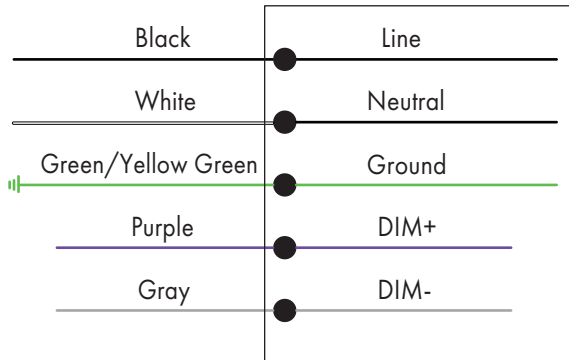 Black Line
White Neutral
Green/Yellow Green Ground
Purple DIM+
Gray DIM-